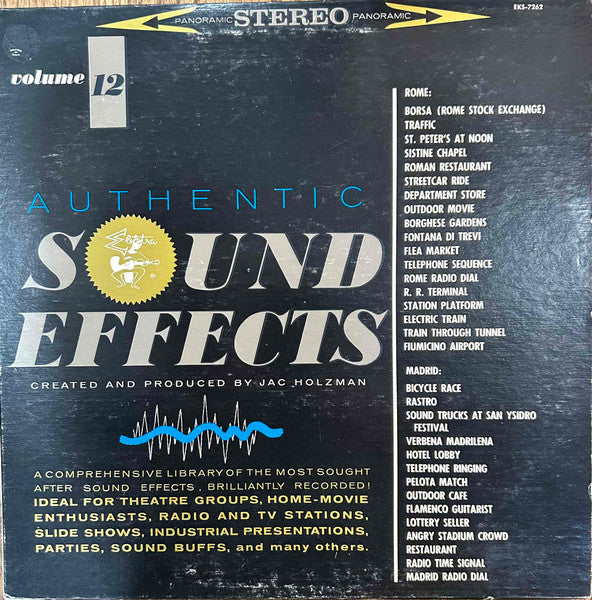 PANORAMIC STEREO PANORAMIC
EKS-7262
volume 12
AUTHENTIC
SOUND
Elektra
EFFECTS
CREATED AND PRODUCED BY JAC HOLZMAN
A COMPREHENSIVE LIBRARY OF THE MOST SOUGHT
AFTER SOUND EFFECTS, BRILLIANTLY RECORDED!
IDEAL FOR THEATRE GROUPS, HOME-MOVIE
ENTHUSIASTS, RADIO AND TV STATIONS,
SLIDE SHOWS, INDUSTRIAL PRESENTATIONS,
PARTIES, SOUND BUFFS, and many others.
ROME:
BORSA (ROME STOCK EXCHANGE)
TRAFFIC
ST. PETER'S AT NOON
SISTINE CHAPEL
ROMAN RESTAURANT
STREETCAR RIDE
DEPARTMENT STORE
OUTDOOR MOVIE
BORGHESE GARDENS
FONTANA DI TREVI
FLEA MARKET
TELEPHONE SEQUENCE
ROME RADIO DIAL
R. R. TERMINAL
STATION PLATFORM
ELECTRIC TRAIN
TRAIN THROUGH TUNNEL
FIUMICINO AIRPORT
MADRID:
BICYCLE RACE
RASTRO
SOUND TRUCKS AT SAN YSIDRO
FESTIVAL
VERBENA MADRILENA
HOTEL LOBBY
TELEPHONE RINGING
PELOTA MATCH
OUTDOOR CAFE
FLAMENCO GUITARIST
LOTTERY SELLER
ANGRY STADIUM CROWD
RESTAURANT
RADIO TIME SIGNAL
MADRID RADIO DIAL